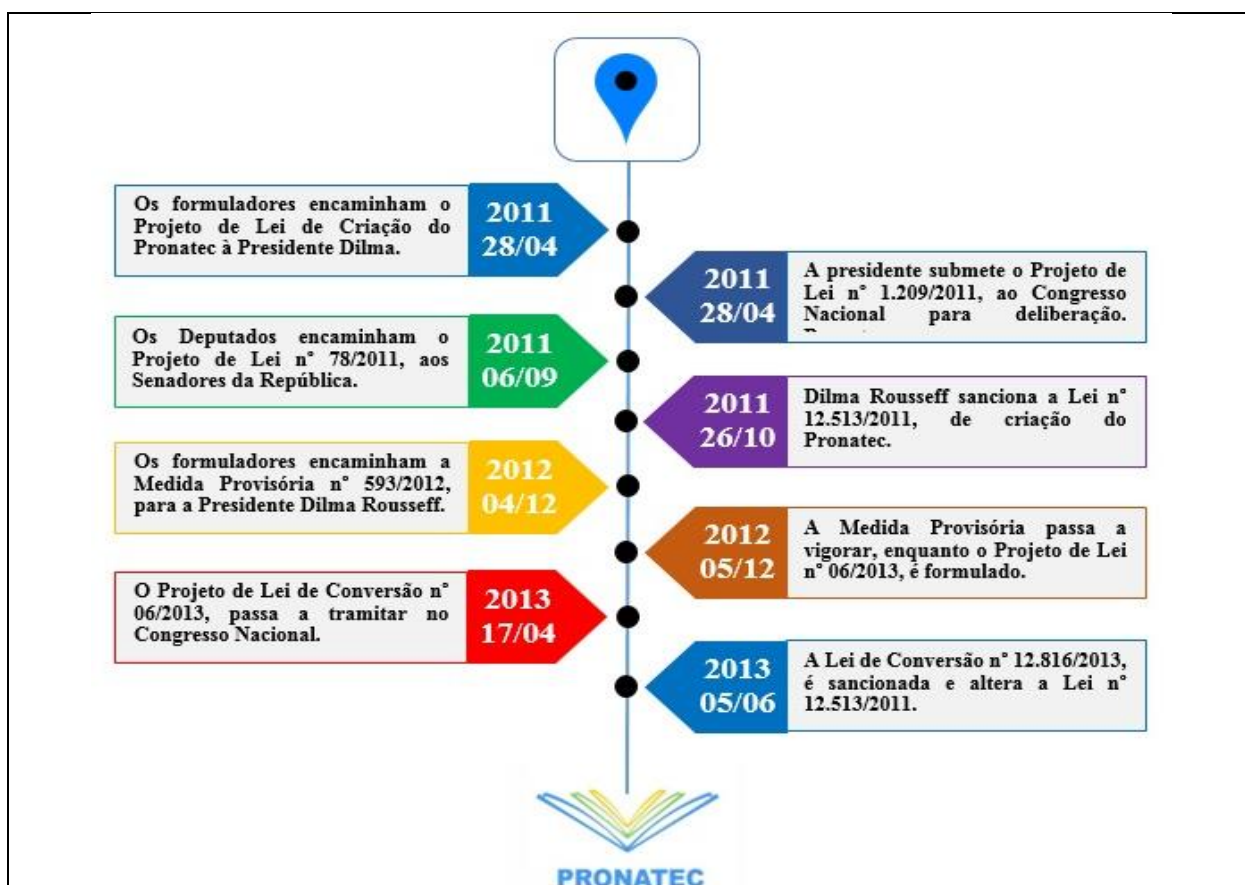 Os formuladores encaminham o
Projeto de Lei de Criação do
Pronatec à Presidente Dilma.
2011
28/04
2011
28/04
A presidente submete o Projeto de
Lei n° 1.209/2011, ao Congresso
Nacional para deliberação.
Os Deputados encaminham o
Projeto de Lei n° 78/2011, aos
Senadores da República.
2011
06/09
2011
26/10
Dilma Rousseff sanciona a Lei n°
12.513/2011, de criação do
Pronatec.
Os formuladores encaminham a
Medida Provisória n° 593/2012,
para a Presidente Dilma Rousseff.
2012
04/12
2012
05/12
A Medida Provisória passa a
vigorar, enquanto o Projeto de Lei
n° 06/2013, é formulado.
O Projeto de Lei de Conversão n°
06/2013, passa a tramitar no
Congresso Nacional.
2013
17/04
2013
05/06
A Lei de Conversão n° 12.816/2013,
é sancionada e altera a Lei n°
12.513/2011.
PRONATEC